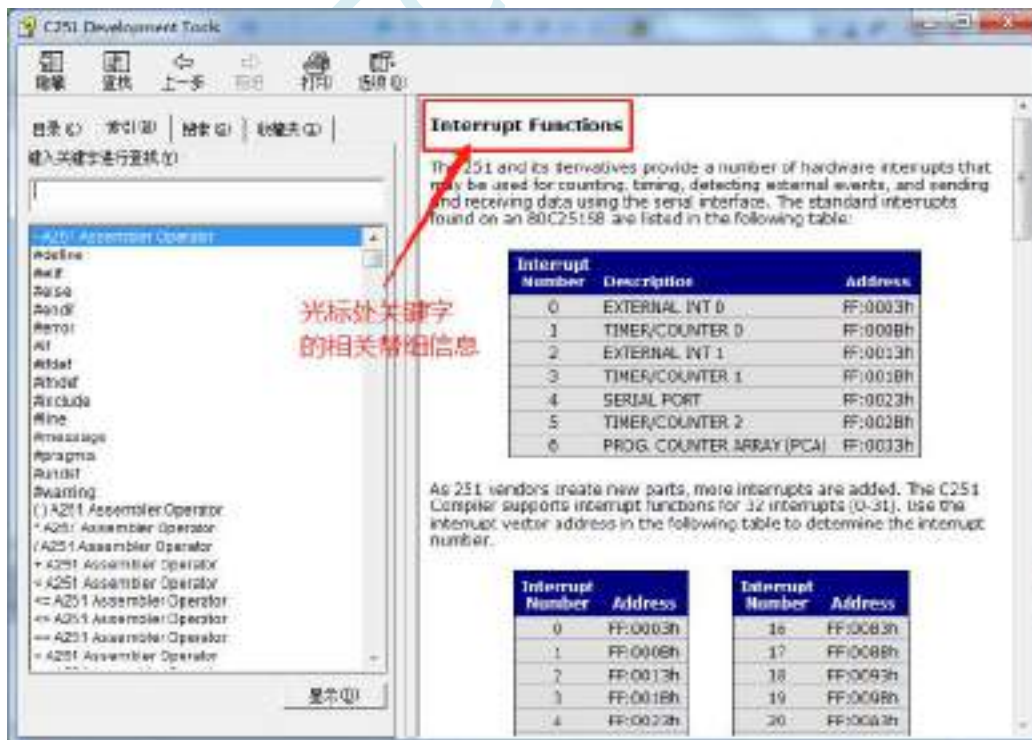 C251 Development Tools
隐藏 查找 上一步 前进 打印 选项(O)
目录(C) 索引(N) 搜索(S) 收藏夹(I)
键入关键字进行查找(W)
- A251 Assembler Operator
#define
#elif
#else
#endif
#error
#if
#ifdef
#ifndef
#include
#line
#message
#pragma
#undef
#warning
( ) A251 Assembler Operator
* A251 Assembler Operator
/ A251 Assembler Operator
+ A251 Assembler Operator
< A251 Assembler Operator
<= A251 Assembler Operator
<> A251 Assembler Operator
== A251 Assembler Operator
= A251 Assembler Operator
显示(D)
光标处关键字
的相关帮细信息
Interrupt Functions
The C251 and its derivatives provide a number of hardware interrupts that
may be used for counting, timing, detecting external events, and sending
and receiving data using the serial interface. The standard interrupts
found on an 80C251SB are listed in the following table:
Interrupt
Number Description Address
0 EXTERNAL INT 0 FF:0003h
1 TIMER/COUNTER 0 FF:000Bh
2 EXTERNAL INT 1 FF:0013h
3 TIMER/COUNTER 1 FF:001Bh
4 SERIAL PORT FF:0023h
5 TIMER/COUNTER 2 FF:002Bh
6 PROG. COUNTER ARRAY (PCA) FF:0033h
As 251 vendors create new parts, more interrupts are added. The C251
Compiler supports interrupt functions for 32 interrupts (0-31). Use the
interrupt vector address in the following table to determine the interrupt
number.
Interrupt Interrupt
Number Address Number Address
0 FF:0003h 16 FF:0083h
1 FF:000Bh 17 FF:008Bh
2 FF:0013h 18 FF:0093h
3 FF:001Bh 19 FF:009Bh
4 FF:0023h 20 FF:00A3h